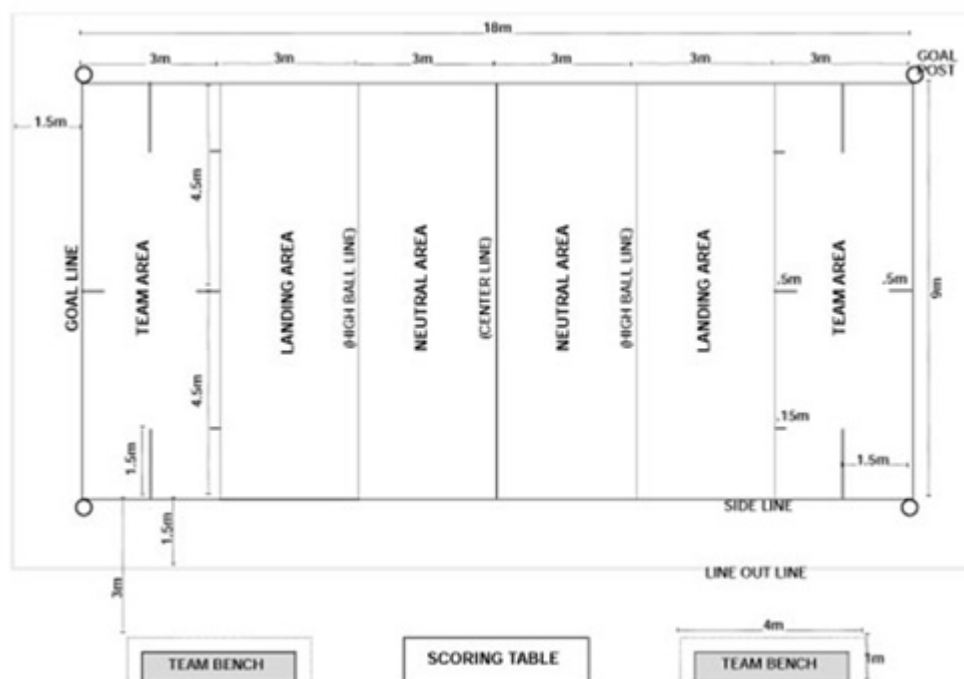 18m
3m
3m
3m
3m
3m
3m
GOAL
POST
1.5m
4.5m
GOAL LINE
TEAM AREA
LANDING AREA
(HIGH BALL LINE)
NEUTRAL AREA
(CENTER LINE)
NEUTRAL AREA
(HIGH BALL LINE)
LANDING AREA
.5m
TEAM AREA
.5m
9m
4.5m
.15m
1.5m
1.5m
SIDE LINE
1.5m
LINE OUT LINE
3m
4m
TEAM BENCH
SCORING TABLE
TEAM BENCH
1m